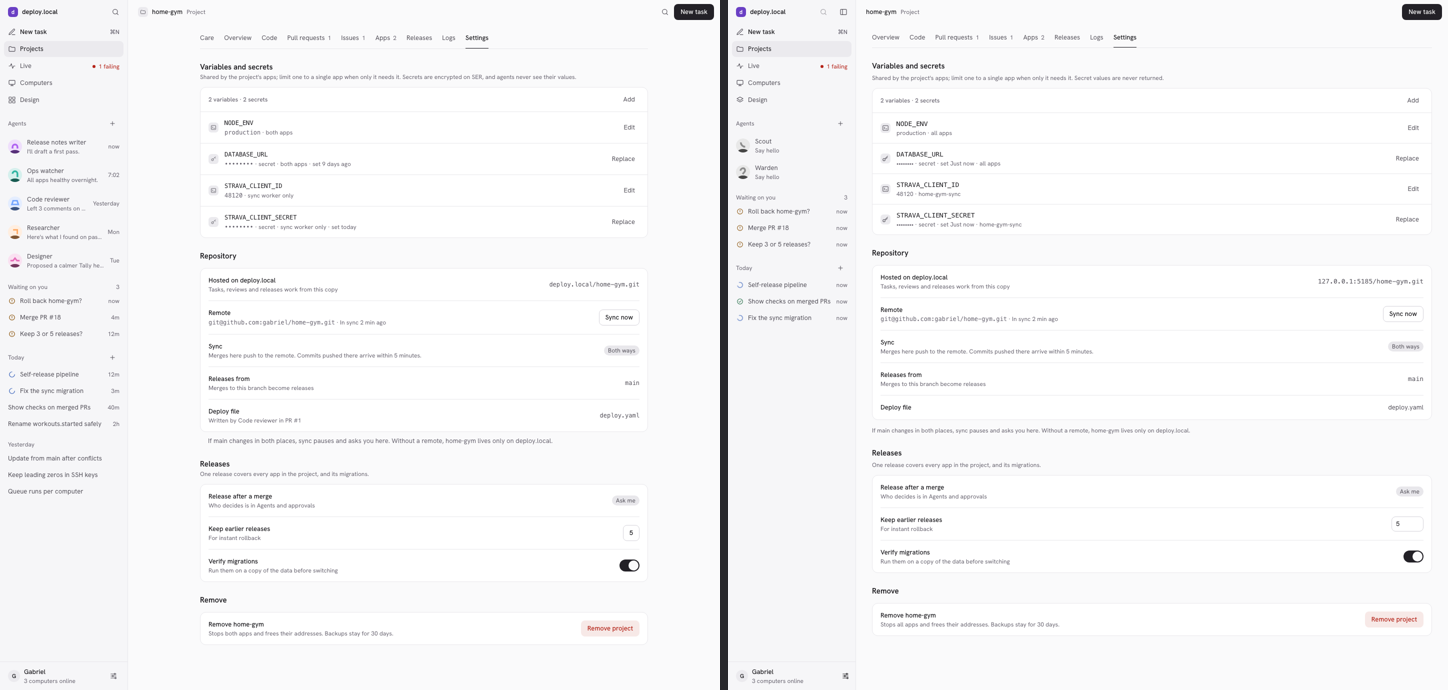 d deploy.local
New task ⌘N
Projects
Live 1 failing
Computers
Design
Agents
Release notes writer now
I'll draft a first pass.
Ops watcher 7:02
All apps healthy overnight.
Code reviewer Yesterday
Left 3 comments on ...
Researcher Mon
Here's what I found on pas...
Designer Tue
Proposed a calmer Tally he...
Waiting on you 3
Roll back home-gym? now
Merge PR #18 4m
Keep 3 or 5 releases? 12m
Today
Self-release pipeline 12m
Fix the sync migration 3m
Show checks on merged PRs 40m
Rename workouts.started safely 2h
Yesterday
Update from main after conflicts
Keep leading zeros in SSH keys
Queue runs per computer
G Gabriel
3 computers online
home-gym Project New task
Care Overview Code Pull requests 1 Issues 1 Apps 2 Releases Logs Settings
Variables and secrets
Shared by the project's apps; limit one to a single app when only it needs it. Secrets are encrypted on SER, and agents never see their values.
2 variables · 2 secrets Add
NODE_ENV
production · both apps Edit
DATABASE_URL
•••••••• · secret · both apps · set 9 days ago Replace
STRAVA_CLIENT_ID
48120 · sync worker only Edit
STRAVA_CLIENT_SECRET
•••••••• · secret · sync worker only · set today Replace
Repository
Hosted on deploy.local
Tasks, reviews and releases work from this copy deploy.local/home-gym.git
Remote
git@github.com:gabriel/home-gym.git · In sync 2 min ago Sync now
Sync
Merges here push to the remote. Commits pushed there arrive within 5 minutes. Both ways
Releases from
Merges to this branch become releases main
Deploy file
Written by Code reviewer in PR #1 deploy.yaml
If main changes in both places, sync pauses and asks you here. Without a remote, home-gym lives only on deploy.local.
Releases
One release covers every app in the project, and its migrations.
Release after a merge
Who decides is in Agents and approvals Ask me
Keep earlier releases
For instant rollback 5
Verify migrations
Run them on a copy of the data before switching
Remove
Remove home-gym
Stops both apps and frees their addresses. Backups stay for 30 days. Remove project
d deploy.local
New task ⌘N
Projects
Live 1 failing
Computers
Design
Agents
Scout
Say hello
Warden
Say hello
Waiting on you 3
Roll back home-gym? now
Merge PR #18 now
Keep 3 or 5 releases? now
Today
Self-release pipeline now
Show checks on merged PRs now
Fix the sync migration now
G Gabriel
3 computers online
home-gym Project New task
Overview Code Pull requests 1 Issues 1 Apps 2 Releases Logs Settings
Variables and secrets
Shared by the project's apps; limit one to a single app when only it needs it. Secret values are never returned.
2 variables · 2 secrets Add
NODE_ENV
production · all apps Edit
DATABASE_URL
•••••••• · secret · set Just now · all apps Replace
STRAVA_CLIENT_ID
48120 · home-gym-sync Edit
STRAVA_CLIENT_SECRET
•••••••• · secret · set Just now · home-gym-sync Replace
Repository
Hosted on deploy.local
Tasks, reviews and releases work from this copy 127.0.0.1:5185/home-gym.git
Remote
git@github.com:gabriel/home-gym.git · In sync 2 min ago Sync now
Sync
Merges here push to the remote. Commits pushed there arrive within 5 minutes. Both ways
Releases from
Merges to this branch become releases main
Deploy file deploy.yaml
If main changes in both places, sync pauses and asks you here. Without a remote, home-gym lives only on deploy.local.
Releases
One release covers every app in the project, and its migrations.
Release after a merge
Who decides is in Agents and approvals Ask me
Keep earlier releases
For instant rollback 5
Verify migrations
Run them on a copy of the data before switching
Remove
Remove home-gym
Stops all apps and frees their addresses. Backups stay for 30 days. Remove project